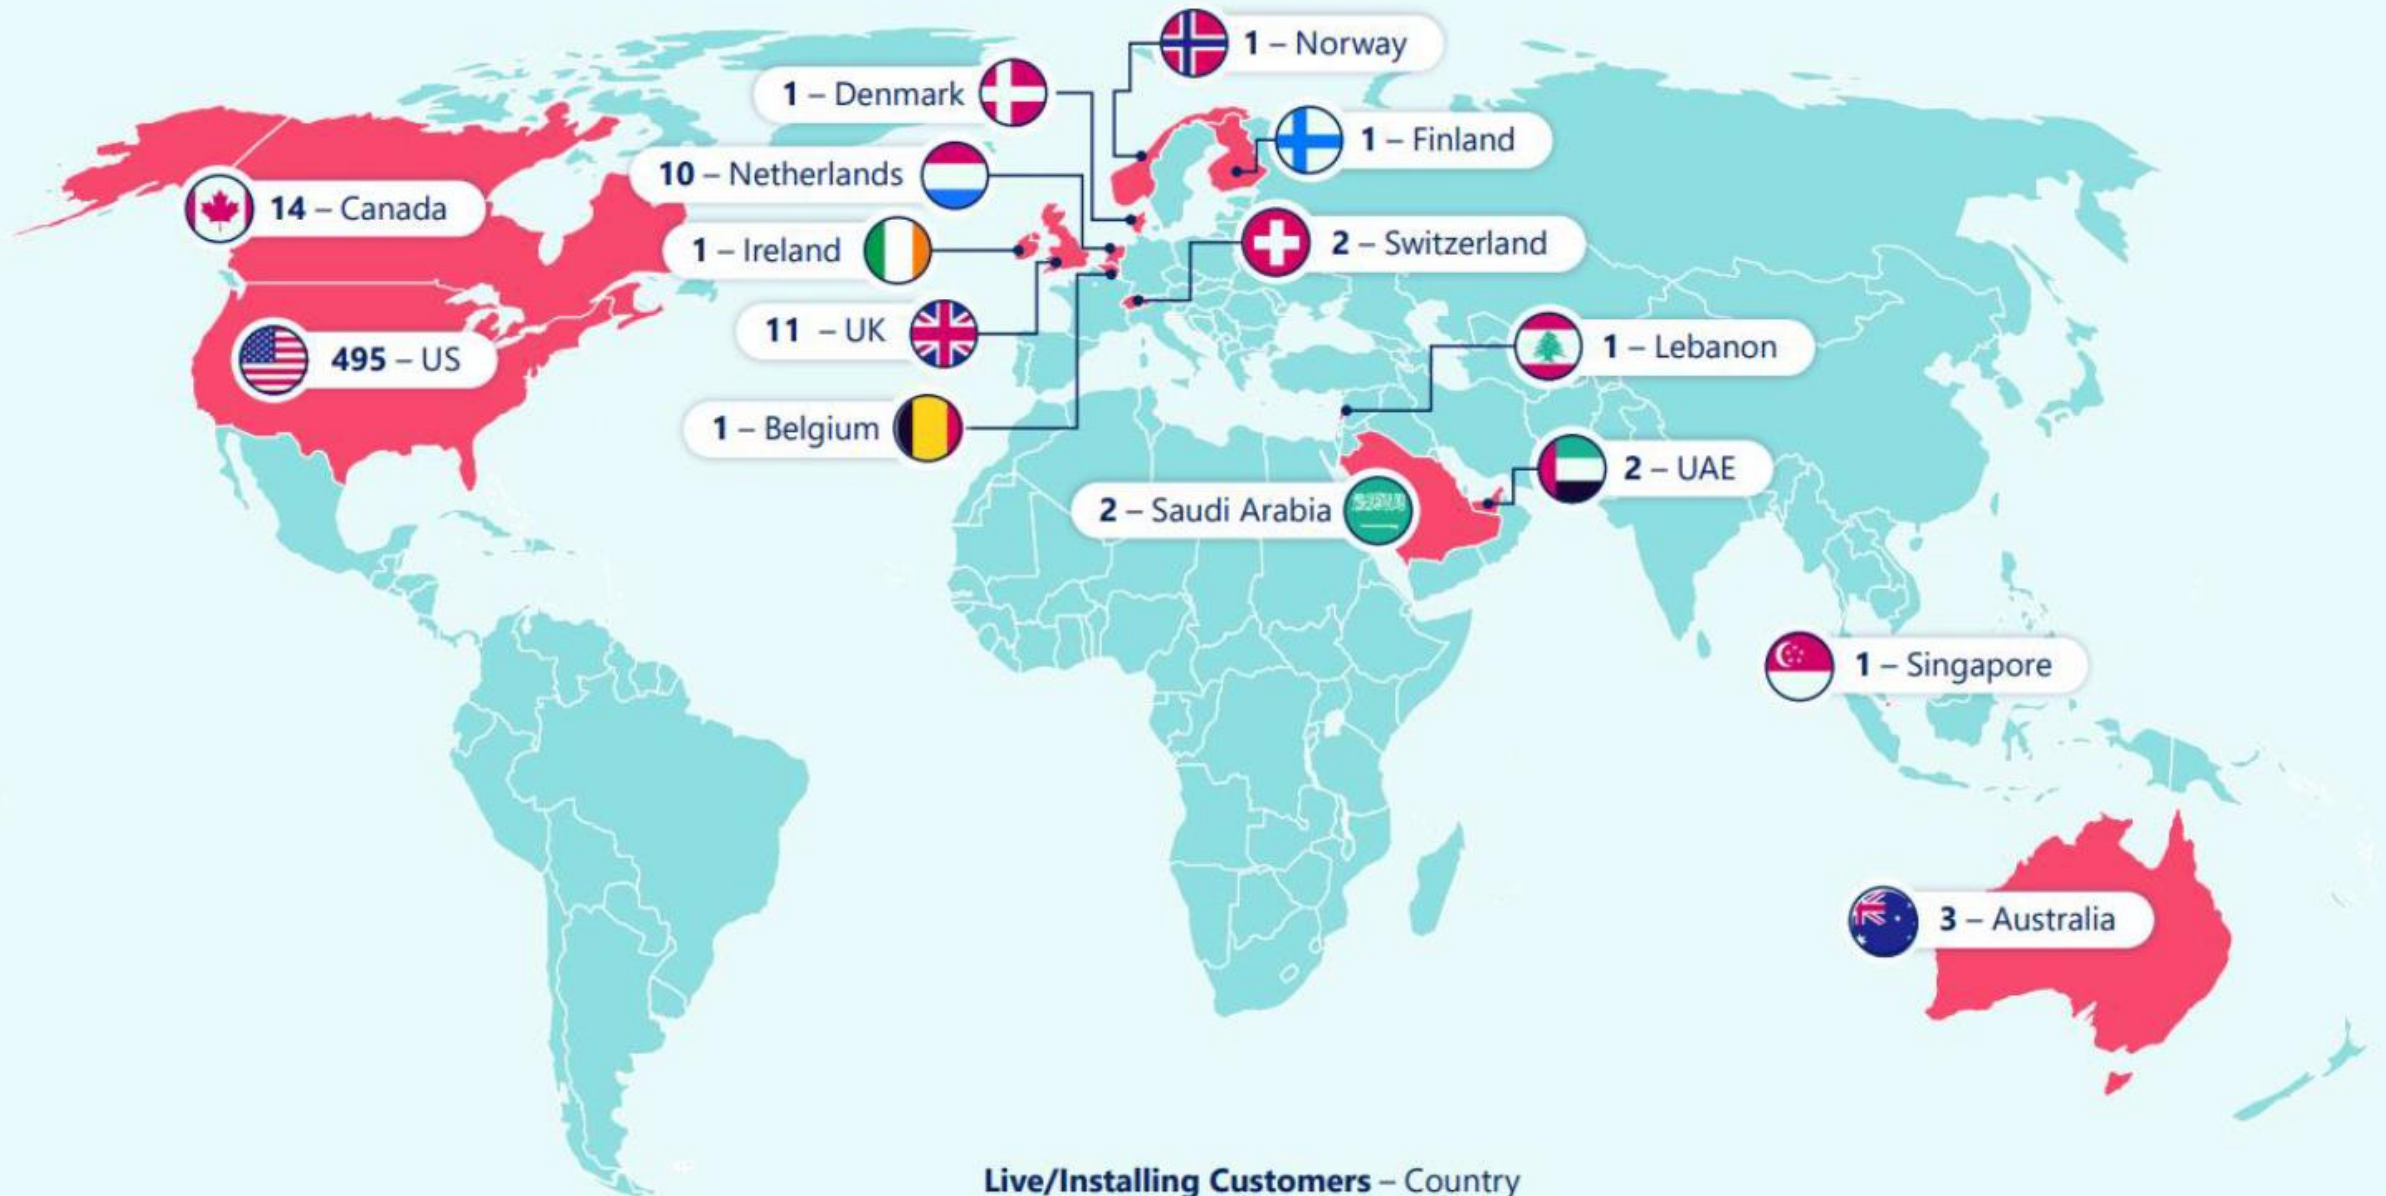 1 – Norway
1 – Denmark
1 – Finland
10 – Netherlands
14 – Canada
2 – Switzerland
1 – Ireland
11 – UK
1 – Lebanon
495 – US
1 – Belgium
2 – UAE
2 – Saudi Arabia
1 – Singapore
3 – Australia
Live/Installing Customers – Country